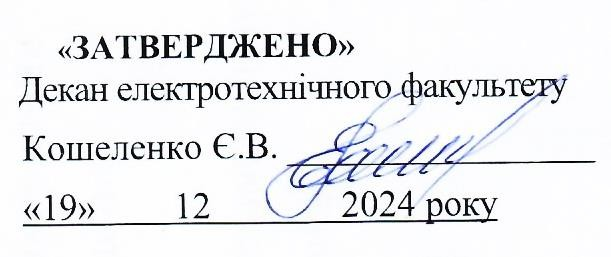 «ЗАТВЕРДЖЕНО»
Декан електротехнічного факультету
Кошеленко Є.В.
«19» 12 2024 року